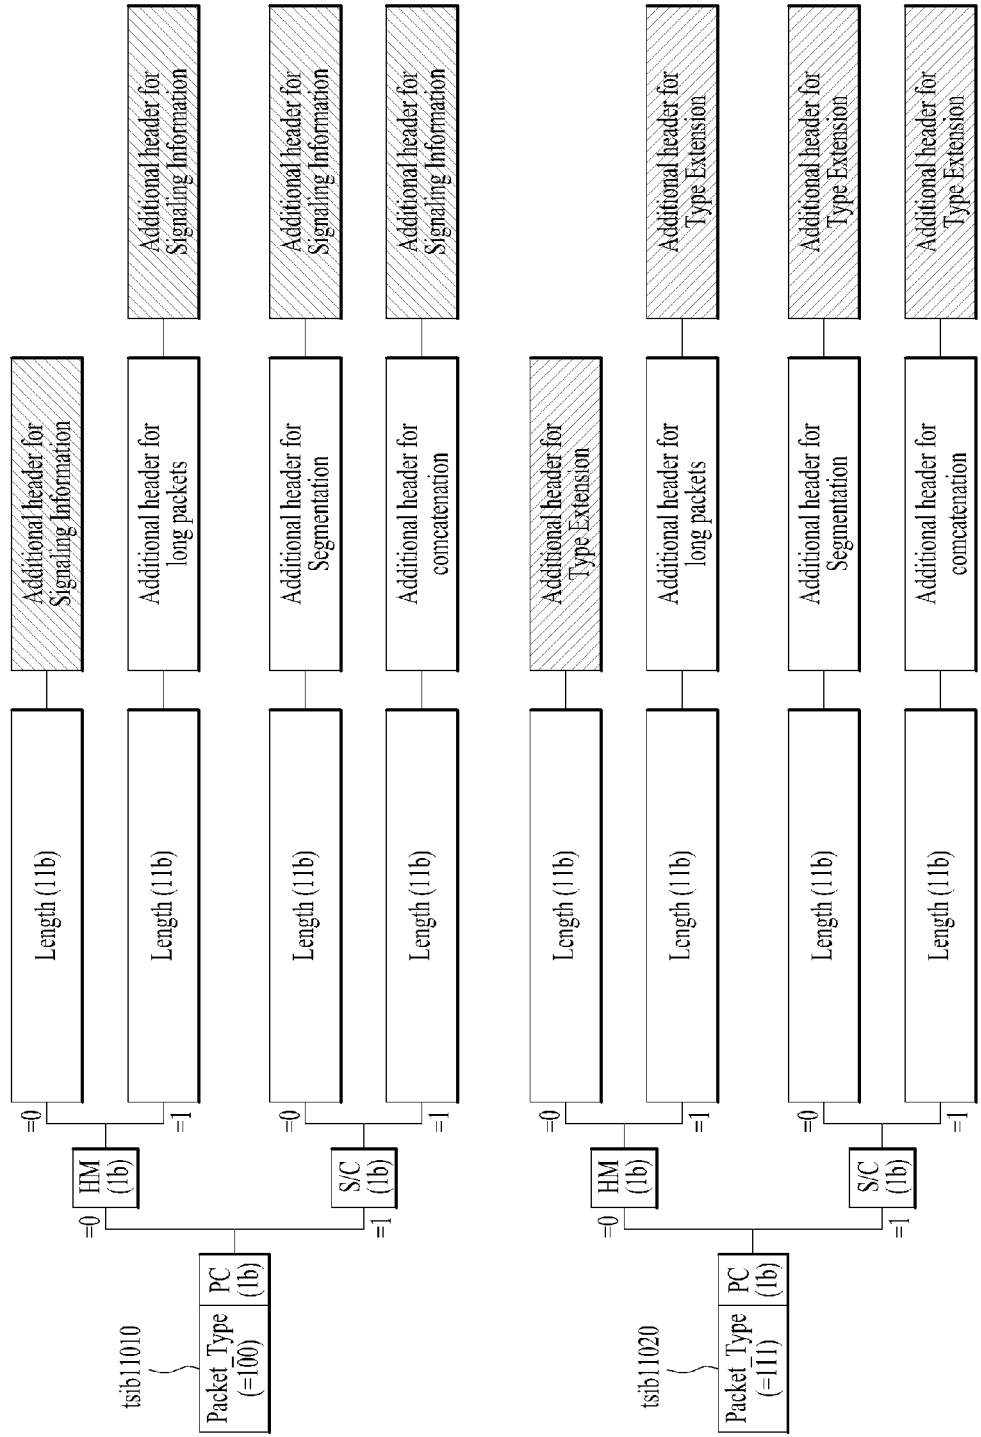 tsib11010
Packet_Type
(=100)
PC
(1b)
=0
HM
(1b)
=0
Length (11b)
Additional header for
Signaling Information
=1
Length (11b)
Additional header for
long packets
Additional header for
Signaling Information
=1
S/C
(1b)
=0
Length (11b)
Additional header for
Segmentation
Additional header for
Signaling Information
=1
Length (11b)
Additional header for
comcatenation
Additional header for
Signaling Information
tsib11020
Packet_Type
(=111)
PC
(1b)
=0
HM
(1b)
=0
Length (11b)
Additional header for
Type Extension
=1
Length (11b)
Additional header for
long packets
Additional header for
Type Extension
=1
S/C
(1b)
=0
Length (11b)
Additional header for
Segmentation
Additional header for
Type Extension
=1
Length (11b)
Additional header for
comcatenation
Additional header for
Type Extension